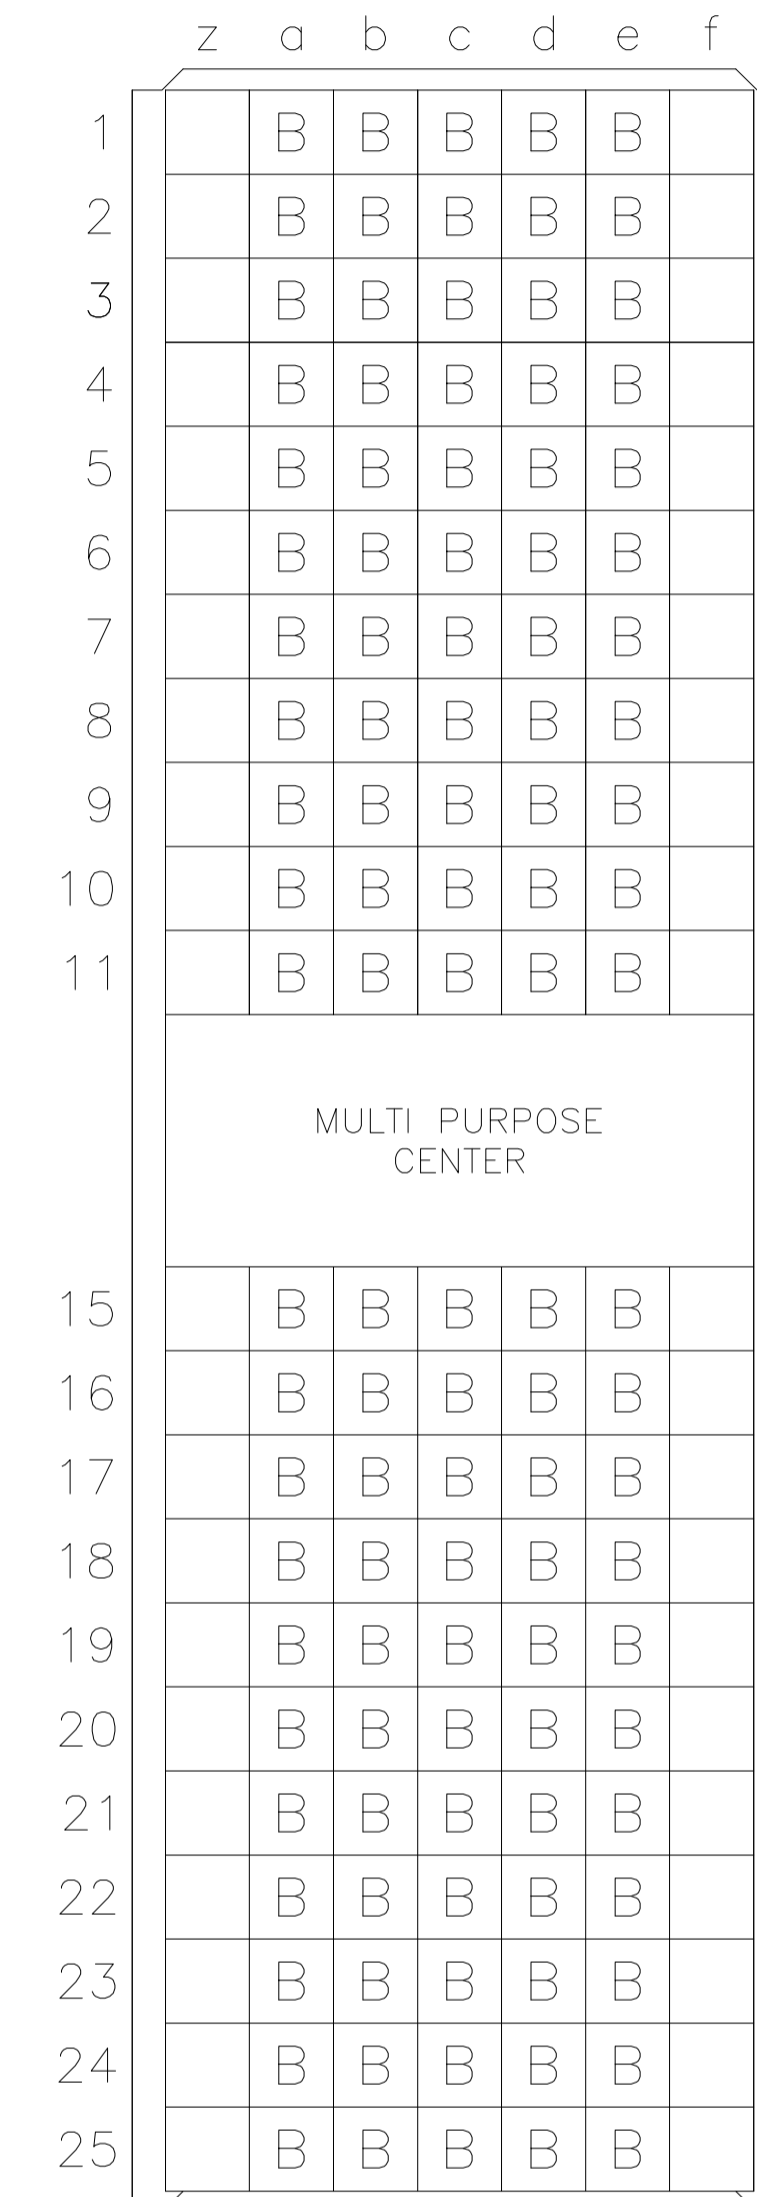 z a b c d e f
1 B B B B B
2 B B B B B
3 B B B B B
4 B B B B B
5 B B B B B
6 B B B B B
7 B B B B B
8 B B B B B
9 B B B B B
10 B B B B B
11 B B B B B
MULTI PURPOSE
CENTER
15 B B B B B
16 B B B B B
17 B B B B B
18 B B B B B
19 B B B B B
20 B B B B B
21 B B B B B
22 B B B B B
23 B B B B B
24 B B B B B
25 B B B B B